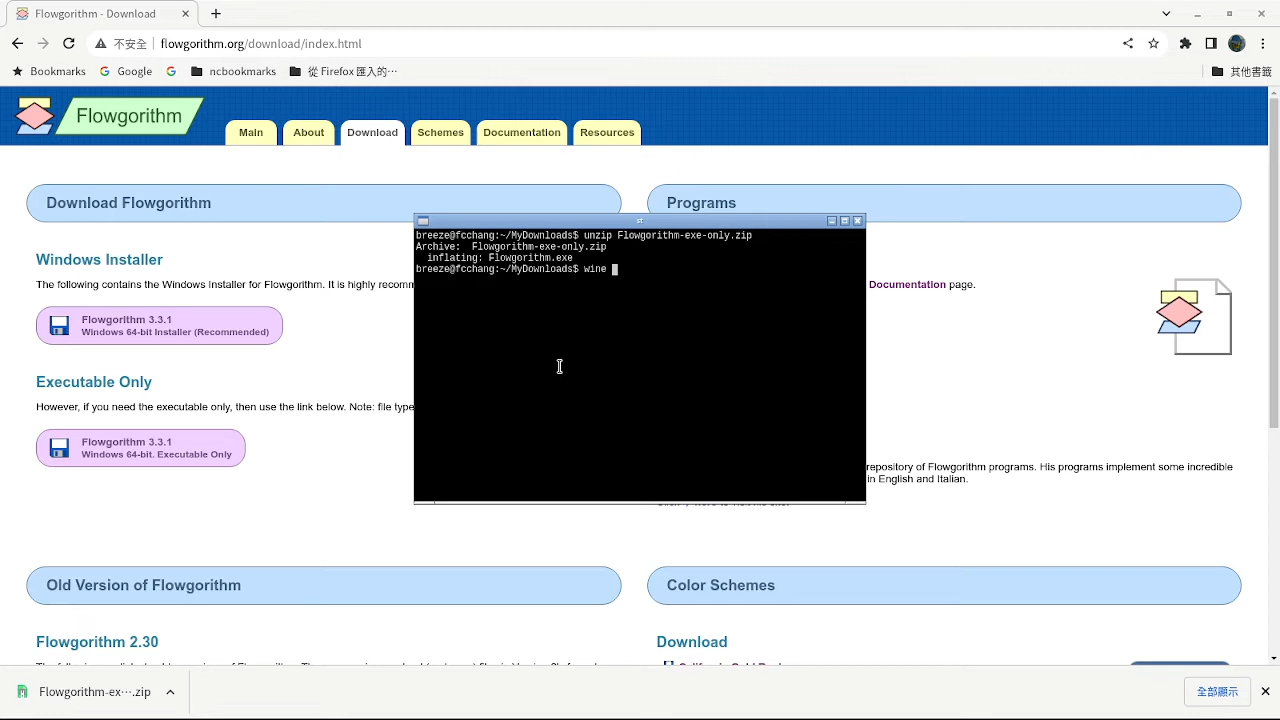 Flowgorithm - Download
不安全
flowgorithm.org/download/index.html
Bookmarks
Google
ncbookmarks
從 Firefox 匯入的…
其他書籤
Flowgorithm
Main
About
Download
Schemes
Documentation
Resources
Download Flowgorithm
Programs
Windows Installer
The following contains the Windows Installer for Flowgorithm. It is highly recomm
Documentation page.
Flowgorithm 3.3.1
Windows 64-bit Installer (Recommended)
st
breeze@fcchang:~/MyDownloads$ unzip Flowgorithm-exe-only.zip
Archive:  Flowgorithm-exe-only.zip
  inflating: Flowgorithm.exe
breeze@fcchang:~/MyDownloads$ wine
Executable Only
However, if you need the executable only, then use the link below. Note: file type
Flowgorithm 3.3.1
Windows 64-bit. Executable Only
repository of Flowgorithm programs. His programs implement some incredible
in English and Italian.
Old Version of Flowgorithm
Color Schemes
Flowgorithm 2.30
Download
Flowgorithm-ex-….zip
全部顯示